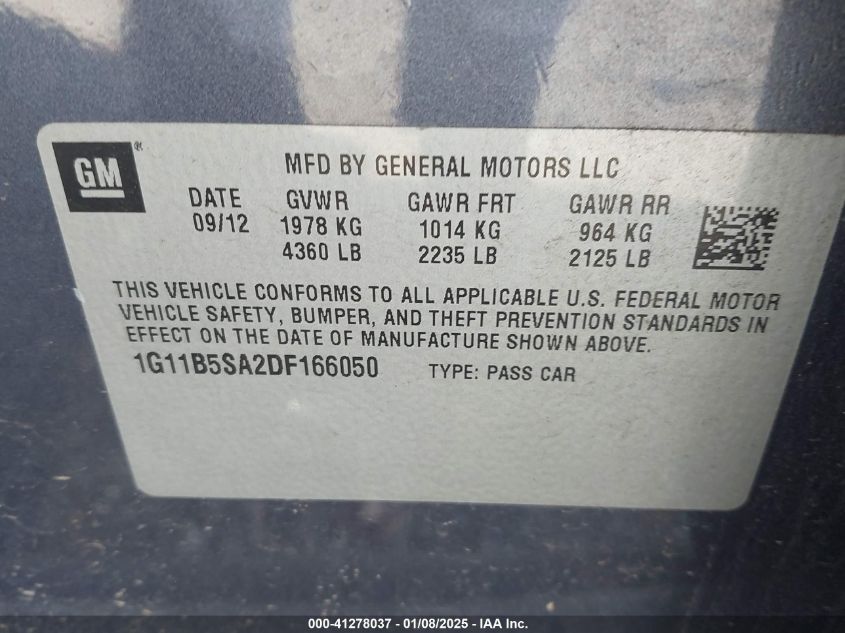 GM
MFD BY GENERAL MOTORS LLC
DATE GVWR GAWR FRT GAWR RR
09/12 1978 KG 1014 KG 964 KG
4360 LB 2235 LB 2125 LB
THIS VEHICLE CONFORMS TO ALL APPLICABLE U.S. FEDERAL MOTOR
VEHICLE SAFETY, BUMPER, AND THEFT PREVENTION STANDARDS IN
EFFECT ON THE DATE OF MANUFACTURE SHOWN ABOVE.
1G11B5SA2DF166050 TYPE: PASS CAR
000-41278037 - 01/08/2025 - IAA Inc.